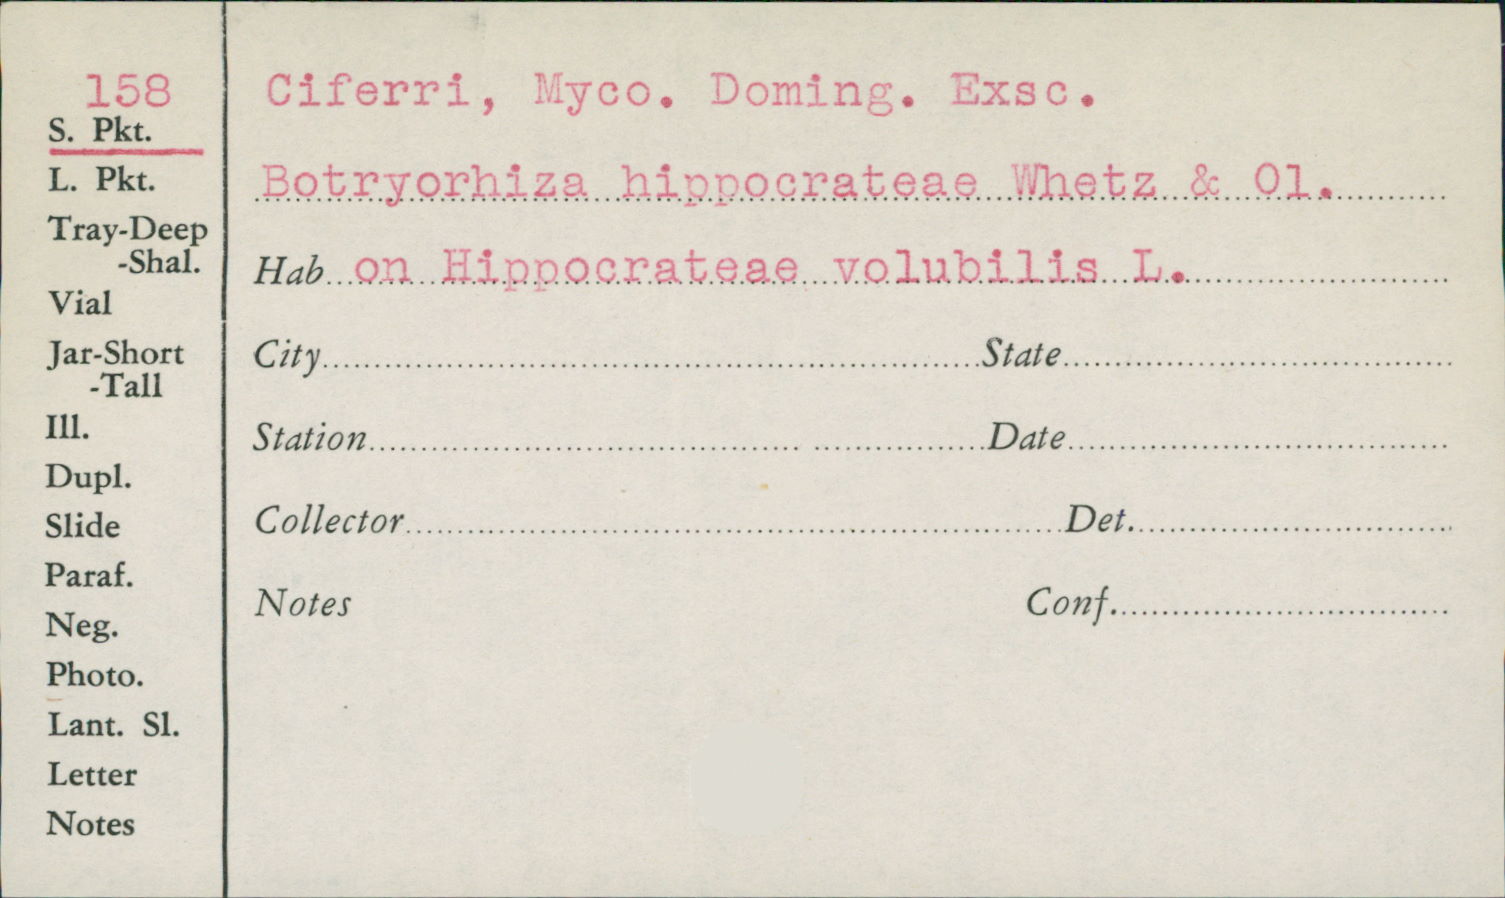 158
S. Pkt.
L. Pkt.
Tray-Deep
-Shal.
Vial
Jar-Short
-Tall
Ill.
Dupl.
Slide
Paraf.
Neg.
Photo.
Lant. Sl.
Letter
Notes
Ciferri, Myco. Doming. Exsc.
Botryorhiza hippocrateae Whetz & Ol.
Hab on Hippocrateae volubilis L.
City State
Station Date
Collector Det.
Notes Conf.